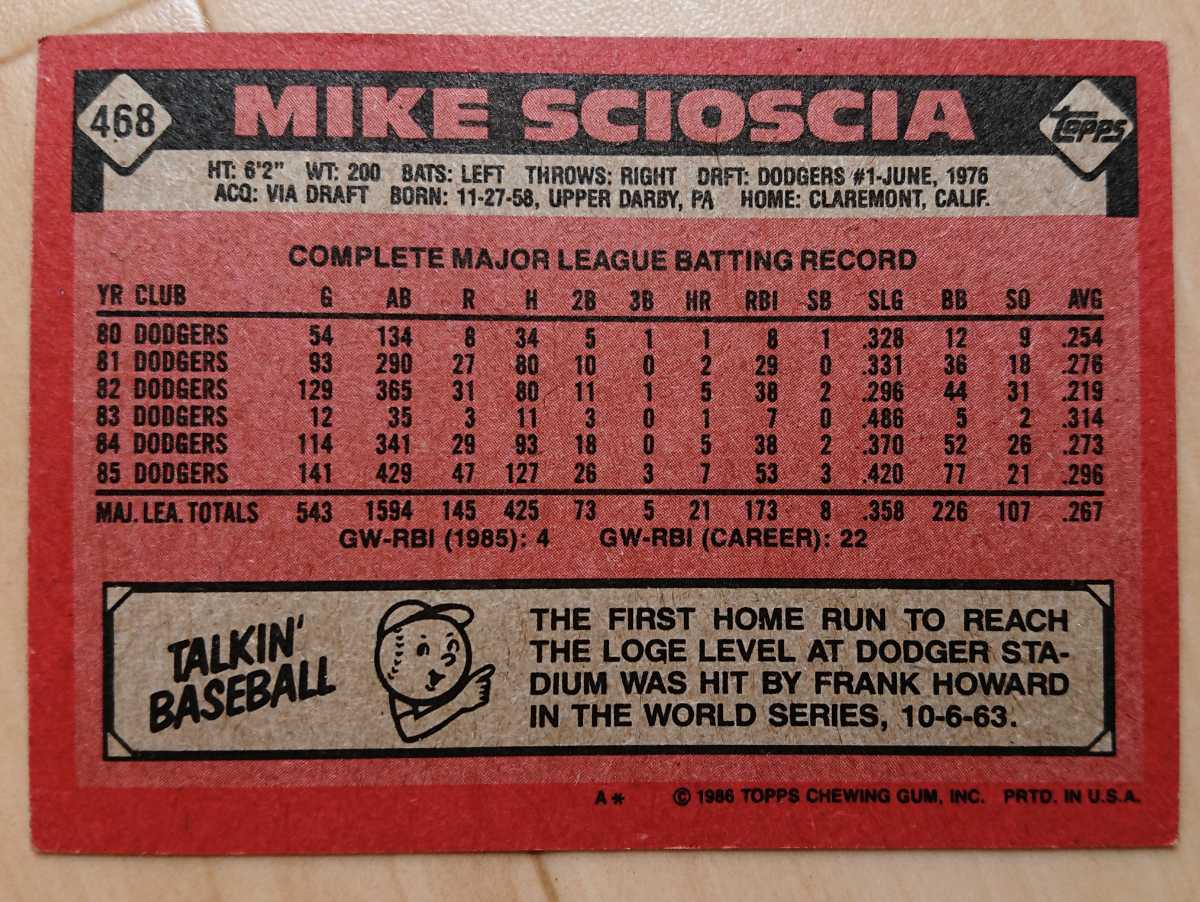 468
MIKE SCIOSCIA
TOPPS
HT: 6'2" WT: 200 BATS: LEFT THROWS: RIGHT DRFT: DODGERS #1-JUNE, 1976
ACQ: VIA DRAFT BORN: 11-27-58, UPPER DARBY, PA HOME: CLAREMONT, CALIF.
COMPLETE MAJOR LEAGUE BATTING RECORD
YR CLUB G AB R H 2B 3B HR RBI SB SLG BB SO AVG
80 DODGERS 54 134 8 34 5 1 1 8 1 .328 12 9 .254
81 DODGERS 93 290 27 80 10 0 2 29 0 .331 36 18 .276
82 DODGERS 129 365 31 80 11 1 5 38 2 .296 44 31 .219
83 DODGERS 12 35 3 11 3 0 1 7 0 .486 5 2 .314
84 DODGERS 114 341 29 93 18 0 5 38 2 .370 52 26 .273
85 DODGERS 141 429 47 127 26 3 7 53 3 .420 77 21 .296
MAJ. LEA. TOTALS 543 1594 145 425 73 5 21 173 8 .358 226 107 .267
GW-RBI (1985): 4 GW-RBI (CAREER): 22
TALKIN'
BASEBALL
THE FIRST HOME RUN TO REACH
THE LOGE LEVEL AT DODGER STA-
DIUM WAS HIT BY FRANK HOWARD
IN THE WORLD SERIES, 10-6-63.
A* © 1986 TOPPS CHEWING GUM, INC. PRTD. IN U.S.A.